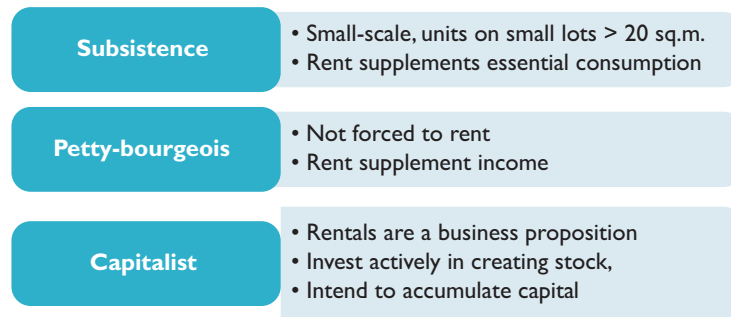 Subsistence
• Small-scale, units on small lots > 20 sq.m.
• Rent supplements essential consumption
Petty-bourgeois
• Not forced to rent
• Rent supplement income
Capitalist
• Rentals are a business proposition
• Invest actively in creating stock,
• Intend to accumulate capital